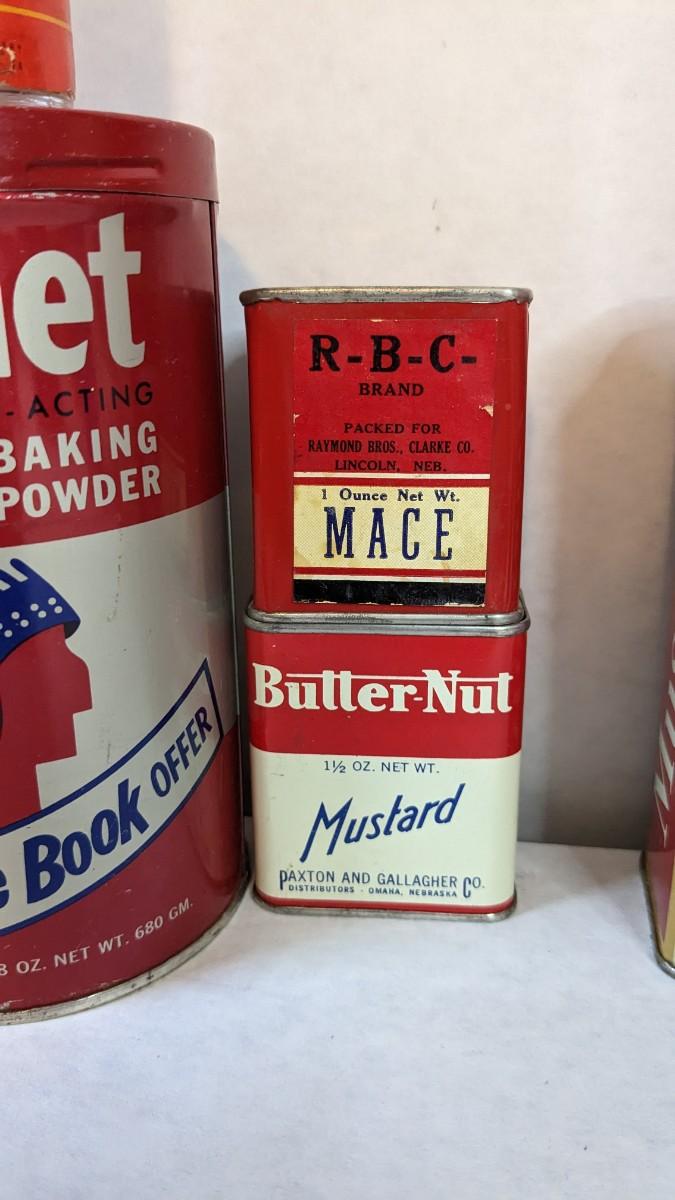 et
- ACTING
BAKING
POWDER
Book OFFER
8 OZ. NET WT. 680 GM.
R-B-C-
BRAND
PACKED FOR
RAYMOND BROS., CLARKE CO.
LINCOLN, NEB.
1 Ounce Net Wt.
MACE
Butter-Nut
1½ OZ. NET WT.
Mustard
PAXTON AND GALLAGHER CO.
DISTRIBUTORS - OMAHA, NEBRASKA